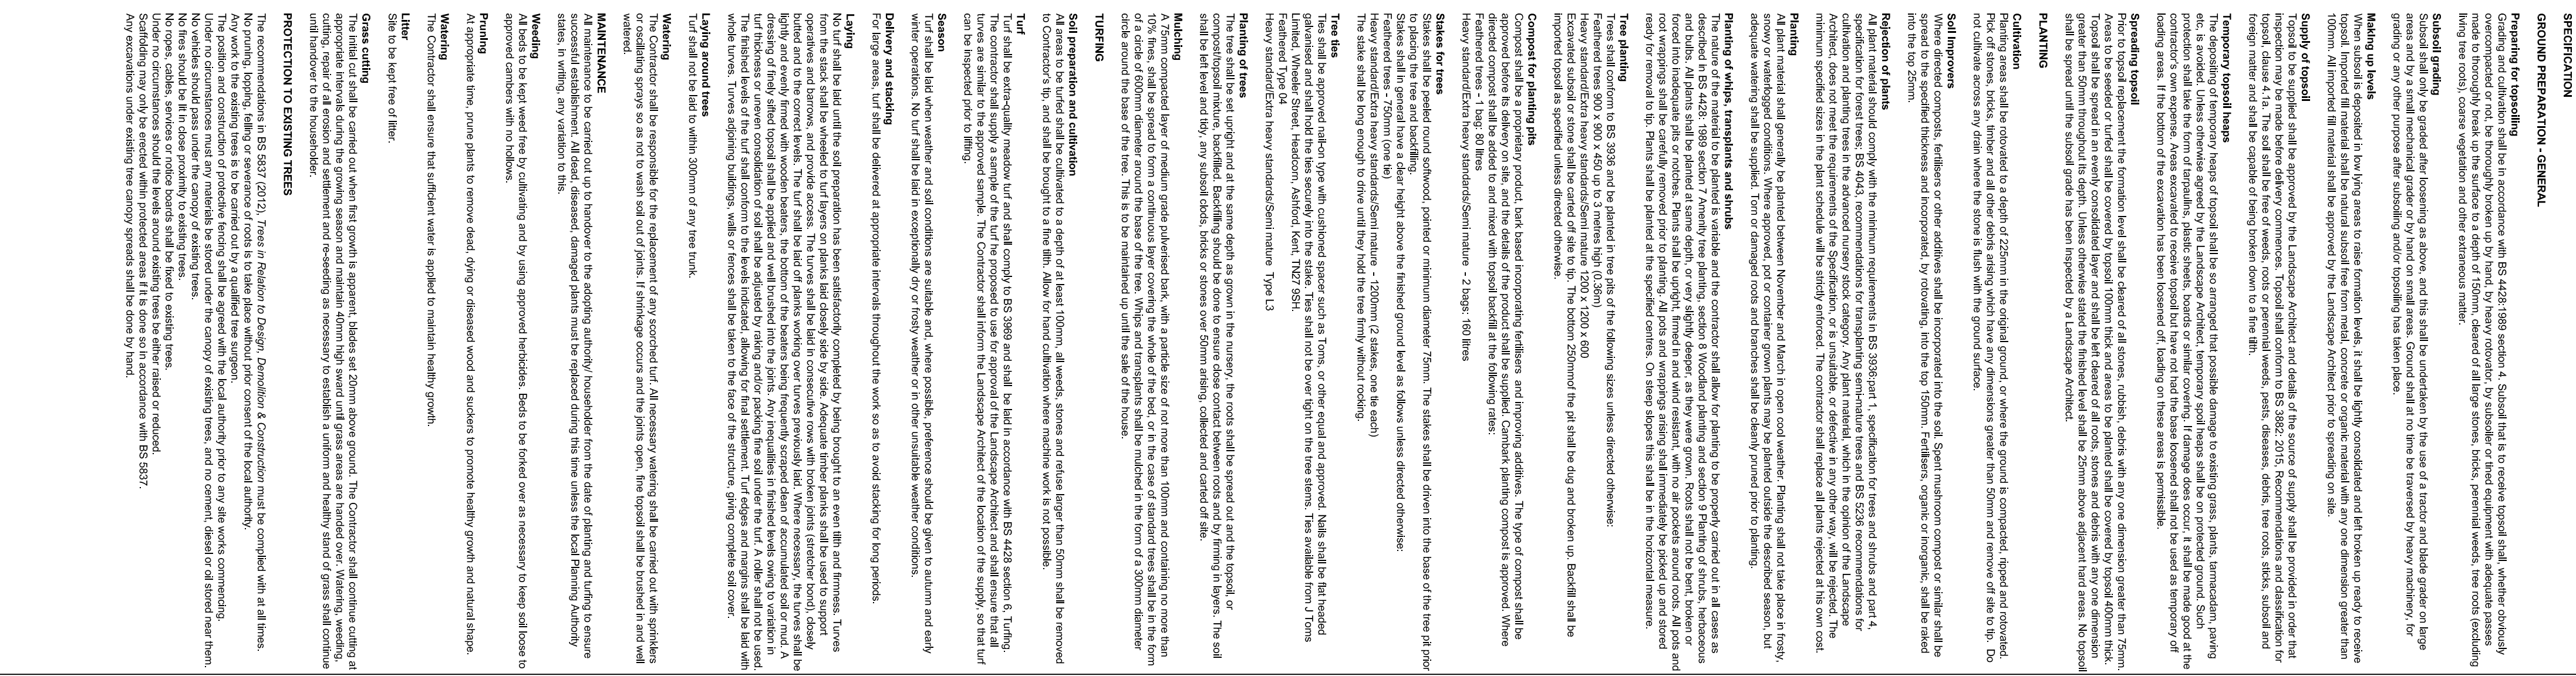 SPECIFICATION
GROUND PREPARATION - GENERAL
Preparing for topsoiling
Grading and cultivation shall be in accordance with BS 4428:1989 section 4. Subsoil that is to receive topsoil shall, whether obviously
overcompacted or not, be thoroughly broken up by hand, by heavy rotovator, by subsoiler or tined equipment, with adequate passes
made to thoroughly break up the surface to a depth of 150mm, cleared of all large stones, bricks, perennial weeds, tree roots (excluding
living tree roots), coarse vegetation and other extraneous matter.
Subsoil grading
Subsoil shall only be graded after loosening as above, and this shall be undertaken by the use of a tractor and blade grader on large
areas and by a small mechanical grader or by hand on small areas. Ground shall at no time be traversed by heavy machinery, for
grading or any other purpose after subsoiling and/or topsoiling has taken place.
Making up levels
When subsoil is deposited in low lying areas to raise formation levels, it shall be lightly consolidated and left broken up ready to receive
topsoil. Imported fill material shall be natural subsoil free from metal, concrete or organic material with any one dimension greater than
100mm. All imported fill material shall be approved by the Landscape Architect prior to spreading on site.
Supply of topsoil
Topsoil to be supplied shall be approved by the Landscape Architect and details of the source of supply shall be provided in order that
inspection may be made before delivery commences. Topsoil shall conform to BS 3882: 2015, Recommendations and classification for
topsoil, clause 4.1a. The soil shall be free of weeds, roots or perennial weeds, pests, diseases, debris, tree roots, sticks, subsoil and
foreign matter and shall be capable of being broken down to a fine tilth.
Temporary topsoil heaps
The depositing of temporary heaps of topsoil shall be so arranged that possible damage to existing grass, plants, tarmacadam, paving
etc. is avoided. Unless otherwise agreed by the Landscape Architect, temporary spoil heaps shall be on protected ground. Such
protection shall take the form of tarpaulins, plastic sheets, boards or similar covering. If damage does occur, it shall be made good at the
contractor's own expense. Areas excavated to receive topsoil but which have not had the base loosened shall not be used as temporary off
loading areas. If the bottom of the excavation has been loosened off, loading on these areas is permissible.
Spreading topsoil
Prior to topsoil replacement the formation level shall be cleared of all stones, rubbish, debris with any one dimension greater than 75mm.
Areas to be seeded or turfed shall be covered by topsoil 100mm thick and areas to be planted shall be covered by topsoil 400mm thick.
Topsoil shall be spread in an evenly consolidated layer and shall be left cleared of all roots, stones and debris with any one dimension
greater than 50mm throughout its depth. Unless otherwise stated the finished level shall be 25mm above adjacent hard areas. No topsoil
shall be spread until the subsoil grade has been inspected by a Landscape Architect.
PLANTING
Cultivation
Planting areas shall be rotovated to a depth of 225mm in the original ground, or where the ground is compacted, ripped and rotovated.
Pick off stones, bricks, timber and all other debris arising which have any dimensions greater than 50mm and remove off site to tip. Do
not cultivate across any drain where the stone is flush with the ground surface.
Soil Improvers
Where directed composts, fertilisers or other additives shall be incorporated into the soil. Spent mushroom compost or similar shall be
spread to the specified thickness and incorporated, by rotovating, into the top 150mm. Fertilisers, organic or inorganic, shall be raked
into the top 25mm.
Rejection of plants
All plant material should comply with the minimum requirements in BS 3936:part 1, specification for trees and shrubs and part 4,
specification for forest trees; BS 4043, recommendations for transplanting semi-mature trees and BS 5236 recommendations for
cultivation and planting trees in the advanced nursery stock category. Any plant material, which in the opinion of the Landscape
Architect, does not meet the requirements of the Specification, or is unsuitable, or defective in any other way, will be rejected. The
minimum specified sizes in the plant schedule will be strictly enforced. The contractor shall replace all plants rejected at his own cost.
Planting
All plant material shall generally be planted between November and March in open cool weather. Planting shall not take place in frosty,
snowy or waterlogged conditions. Where approved, pot or container grown plants may be planted outside the described season, but
adequate watering shall be supplied. Torn or damaged roots and branches shall be cleanly pruned prior to planting.
Planting of whips, transplants and shrubs
The nature of the material to be planted is variable and the contractor shall allow for planting to be properly carried out in all cases as
described in BS 4428: 1989 section 7 Amenity tree planting, section 8 Woodland planting and section 9 Planting of shrubs, herbaceous
and bulbs. All plants shall be planted at same depth, or very slightly deeper, as they were grown. Roots shall not be bent, broken or
forced into inadequate pits or notches. Plants shall be upright, firmed in and wind resistant, with no air pockets around roots. All pots and
root wrappings shall be carefully removed prior to planting. All pots and wrappings arising shall immediately be picked up and stored
ready for removal to tip. Plants shall be planted at the specified centres. On steep slopes this shall be in the horizontal measure.
Tree planting
Trees shall conform to BS 3936 and be planted in tree pits of the following sizes unless directed otherwise:
Feathered trees 900 x 900 x 450 up to 3 metres high (0.36m)
Heavy standard/Extra heavy standards/Semi mature 1200 x 1200 x 600
Excavated subsoil or stone shall be carted off site to tip. The bottom 250mmof the pit shall be dug and broken up. Backfill shall be
imported topsoil as specified unless directed otherwise.
Compost for planting pits
Compost shall be a proprietary product, bark based incorporating fertilisers and improving additives. The type of compost shall be
approved before its delivery on site, and the details of the product shall be supplied. Cambark planting compost is approved. Where
directed compost shall be added to and mixed with topsoil backfill at the following rates:
Feathered trees - 1 bag: 80 litres
Heavy standard/Extra heavy standards/Semi mature - 2 bags: 160 litres
Stakes for trees
Stakes shall be peeled round softwood, pointed or minimum diameter 75mm. The stakes shall be driven into the base of the tree pit prior
to placing the tree and backfilling.
Stakes shall in general have a clear height above the finished ground level as follows unless directed otherwise:
Feathered trees - 750mm (one tie)
Heavy standard/Extra heavy standards/Semi mature - 1200mm (2 stakes, one tie each)
The stake shall be long enough to drive until they hold the tree firmly without rocking.
Tree ties
Ties shall be approved nail-on type with cushioned spacer such as Toms, or other equal and approved. Nails shall be flat headed
galvanised and shall hold the ties securely into the stake. Ties shall not be over tight on the tree stems. Ties available from J Toms
Limited, Wheeler Street, Headcorn, Ashford, Kent, TN27 9SH.
Feathered Type 04
Heavy standard/Extra heavy standards/Semi mature Type L3
Planting of trees
The tree shall be set upright and at the same depth as grown in the nursery, the roots shall be spread out and the topsoil, or
compost/topsoil mixture, backfilled. Backfilling should be done to ensure close contact between roots and by firming in layers. The soil
shall be left level and tidy, any subsoil clods, bricks or stones over 50mm arising, collected and carted off site.
Mulching
A 75mm compacted layer of medium grade pulverised bark, with a particle size of not more than 100mm and containing no more than
10% fines, shall be spread to form a continuous layer covering the whole of the bed, or in the case of standard trees shall be in the form
of a circle of 600mm diameter around the base of the tree. Whips and transplants shall be mulched in the form of a 300mm diameter
circle around the base of the tree. This is to be maintained up until the sale of the house.
TURFING
Soil preparation and cultivation
All areas to be turfed shall be cultivated to a depth of at least 100mm, all weeds, stones and refuse larger than 50mm shall be removed
to Contractor's tip, and shall be brought to a fine tilth. Allow for hand cultivation where machine work is not possible.
Turf
Turf shall be extra-quality meadow turf and shall comply to BS 3969 and shall be laid in accordance with BS 4428 section 6, Turfing.
The Contractor shall supply a sample of the turf he proposed to use for approval of the Landscape Architect and shall ensure that all
turves are similar to the approved sample. The Contractor shall inform the Landscape Architect of the location of the supply, so that turf
can be inspected prior to lifting.
Season
Turf shall be laid when weather and soil conditions are suitable and, where possible, preference should be given to autumn and early
winter operations. No turf shall be laid in exceptionally dry or frosty weather or in other unsuitable weather conditions.
Delivery and stacking
For large areas, turf shall be delivered at appropriate intervals throughout the work so as to avoid stacking for long periods.
Laying
No turf shall be laid until the soil preparation has been satisfactorily completed by being brought to an even tilth and firmness. Turves
from the stack shall be wheeled to turf layers on planks laid closely side by side. Adequate timber planks shall be used to support
operatives and barrows, and provide access. The turves shall be laid in consecutive rows with broken joints (stretcher bond), closely
butted and to the correct levels. The turf shall be laid off planks working over turves previously laid. Where necessary, the turves shall be
lightly and evenly firmed with wooden beaters, the bottom of the beaters being frequently scraped clean of accumulated soil or mud. A
dressing of finely sifted topsoil shall be applied and well brushed into the joints. Any inequalities in finished levels owing to variation in
turf thickness or uneven consolidation of soil shall be adjusted by raking and/or packing fine soil under the turf. A roller shall not be used.
The finished levels of the turf shall conform to the levels indicated, allowing for final settlement. Turf edges and margins shall be laid with
whole turves. Turves adjoining buildings, walls or fences shall be taken to the face of the structure, giving complete soil cover.
Laying around trees
Turf shall not be laid to within 300mm of any tree trunk.
Watering
The Contractor shall be responsible for the replacement of any scorched turf. All necessary watering shall be carried out with sprinklers
or oscillating sprays so as not to wash soil out of joints. If shrinkage occurs and the joints open, fine topsoil shall be brushed in and well
watered.
MAINTENANCE
All maintenance to be carried out up to handover to the adopting authority/ householder from the date of planting and turfing to ensure
successful establishment. All dead, diseased, damaged plants must be replaced during this time unless the local Planning Authority
states, in writing, any variation to this.
Weeding
All beds to be kept weed free by cultivating and by using approved herbicides. Beds to be forked over as necessary to keep soil loose to
approved cambers with no hollows.
Pruning
At appropriate time, prune plants to remove dead, dying or diseased wood and suckers to promote healthy growth and natural shape.
Watering
The Contractor shall ensure that sufficient water is applied to maintain healthy growth.
Litter
Site to be kept free of litter.
Grass cutting
The initial cut shall be carried out when first growth is apparent, blades set 20mm above ground. The Contractor shall continue cutting at
appropriate intervals during the growing season and maintain 40mm high sward until grass areas are handed over. Watering, weeding,
cutting, repair of all erosion and settlement and re-seeding as necessary to establish a uniform and healthy stand of grass shall continue
until handover to the householder.
PROTECTION TO EXISTING TREES
The recommendations in BS 5837 (2012), Trees in Relation to Design, Demolition & Construction must be complied with at all times.
No pruning, lopping, felling or severance of roots is to take place without prior consent of the local authority.
Any work to the existing trees is to be carried out by a qualified tree surgeon.
The position and construction of protective fencing shall be agreed with the local authority prior to any site works commencing.
Under no circumstances must any materials be stored under the canopy of existing trees, and no cement, diesel or oil stored near them.
No vehicles should pass under the canopy of existing trees.
No fires should be lit in close proximity to existing trees.
No ropes, cables, services or notice boards shall be fixed to existing trees.
Under no circumstances should the levels around existing trees be either raised or reduced.
Scaffolding may only be erected within protected areas if it is done so in accordance with BS 5837.
Any excavations under existing tree canopy spreads shall be done by hand.